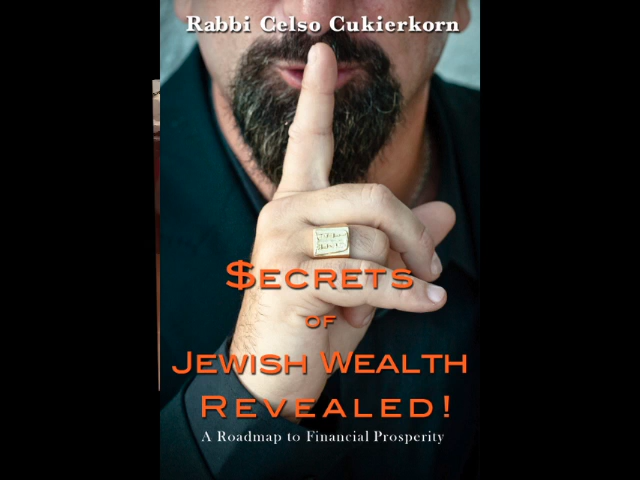 Rabbi Celso Cukierkorn
$ECRETS
OF
JEWISH WEALTH
REVEALED!
A Roadmap to Financial Prosperity